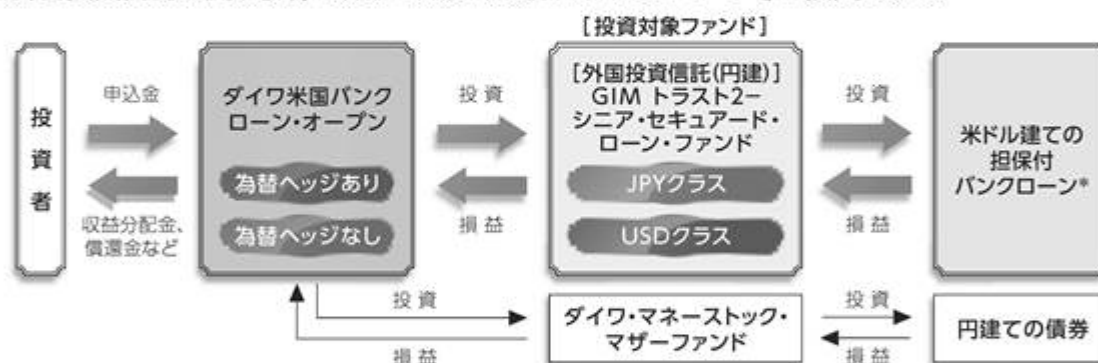 [投資対象ファンド]
投資者
申込金
収益分配金、
償還金など
ダイワ米国バンク
ローン・オープン
為替ヘッジあり
為替ヘッジなし
投資
損益
[外国投資信託(円建)]
GIM トラスト2-
シニア・セキュアード・
ローン・ファンド
JPYクラス
USDクラス
投資
損益
米ドル建ての
担保付
バンクローン*
投資
損益
ダイワ・マネーストック・
マザーファンド
投資
損益
円建ての債券